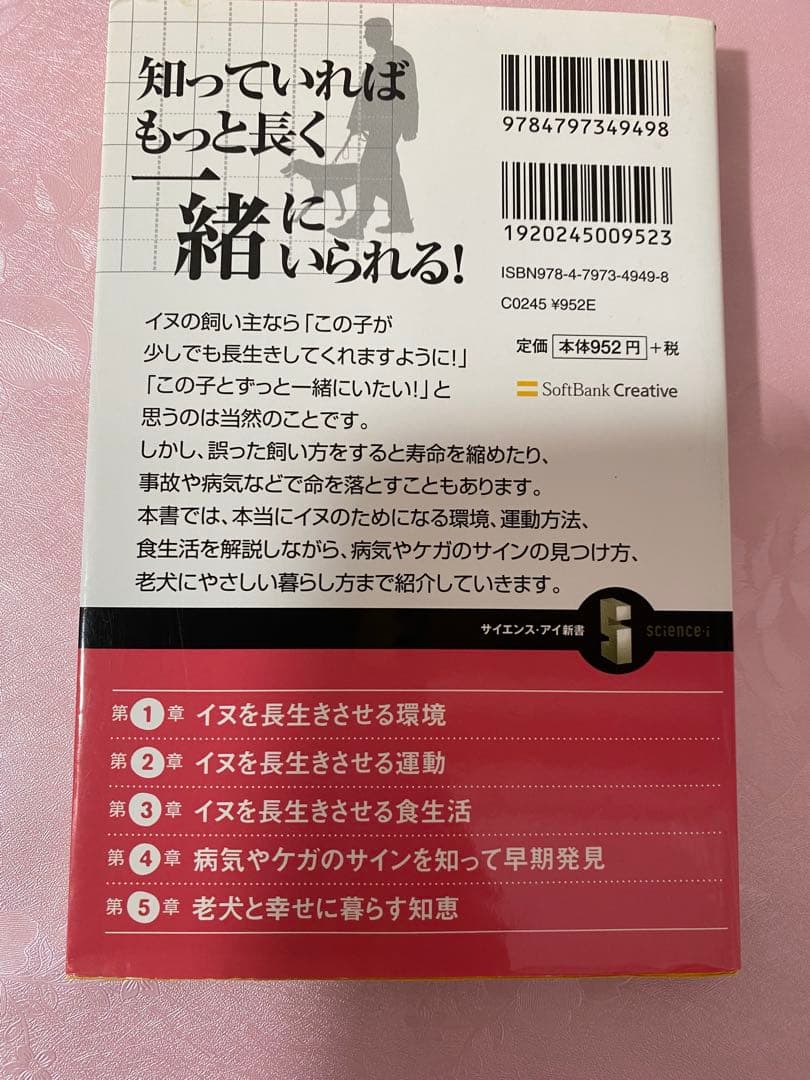 知っていれば
もっと長く
一緒に
いられる!
9784797349498
1920245009523
ISBN978-4-7973-4949-8
C0245 ¥952E
定価 本体952円 +税
SoftBank Creative
イヌの飼い主なら「この子が
少しでも長生きしてくれますように!」
「この子とずっと一緒にいたい!」と
思うのは当然のことです。
しかし、誤った飼い方をすると寿命を縮めたり、
事故や病気などで命を落とすこともあります。
本書では、本当にイヌのためになる環境、運動方法、
食生活を解説しながら、病気やケガのサインの見つけ方、
老犬にやさしい暮らし方まで紹介していきます。
サイエンス・アイ新書 Si science·i
第1章 イヌを長生きさせる環境
第2章 イヌを長生きさせる運動
第3章 イヌを長生きさせる食生活
第4章 病気やケガのサインを知って早期発見
第5章 老犬と幸せに暮らす知恵